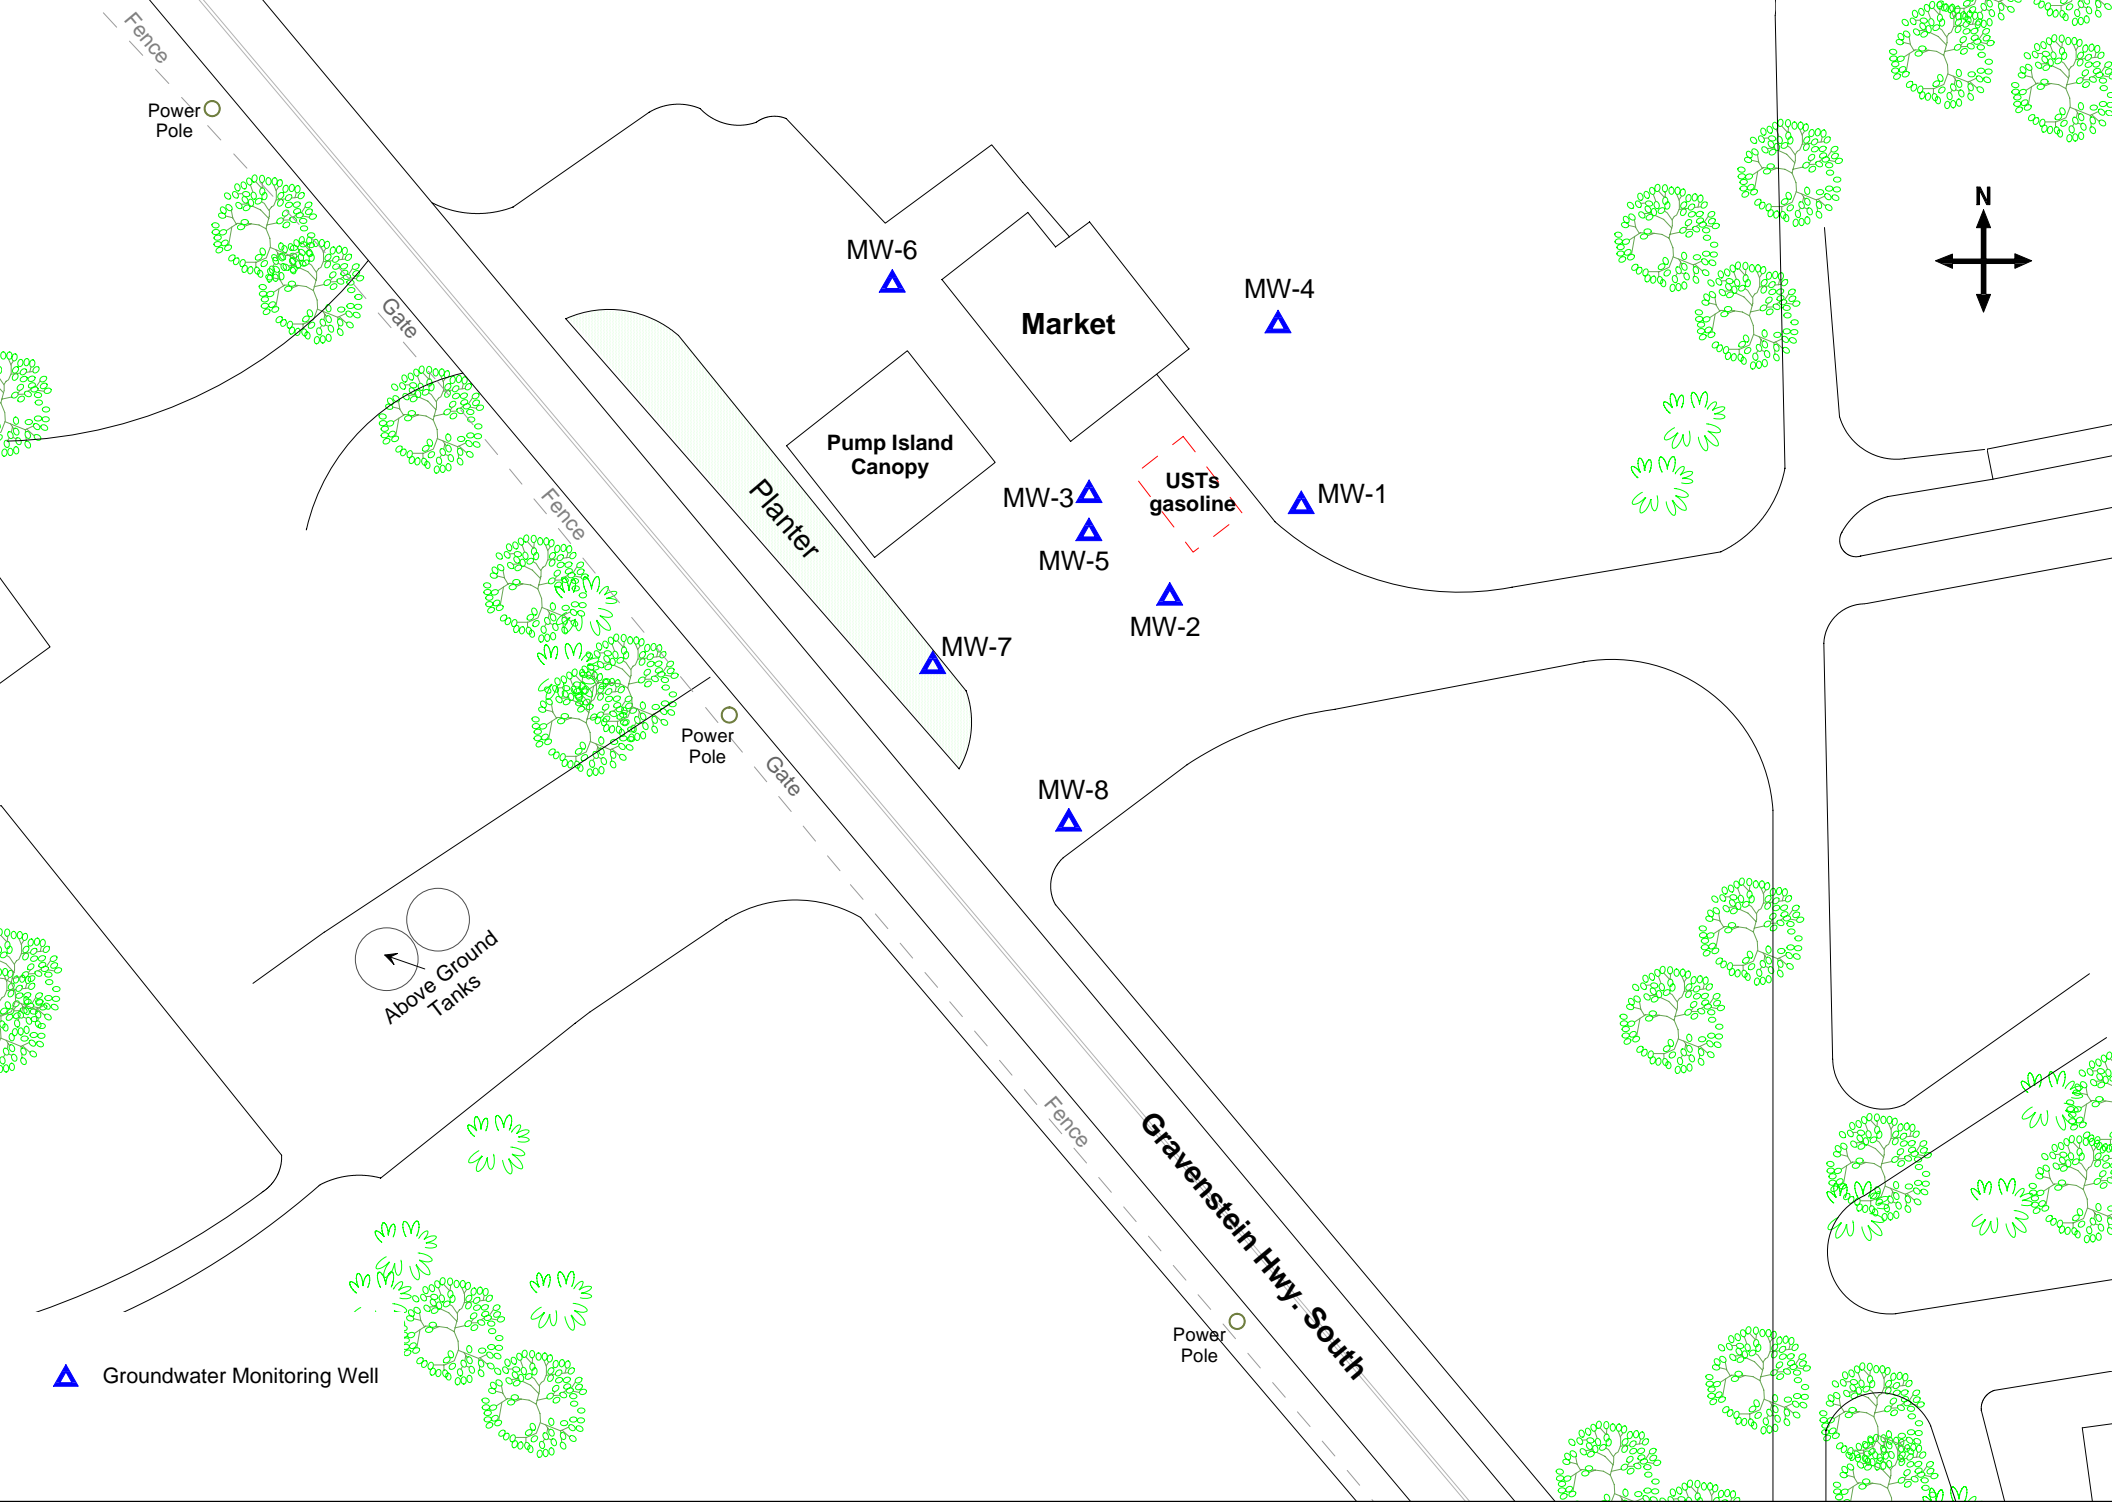 Fence
Power
Pole
N
MW-6
MW-4
Gate
Market
Pump Island
Canopy
USTs
gasoline
MW-3
MW-1
Fence
Planter
MW-5
MW-2
MW-7
Power
Pole
Gate
MW-8
Above Ground
Tanks
Fence
Gravenstein Hwy. South
Power
Pole
Groundwater Monitoring Well